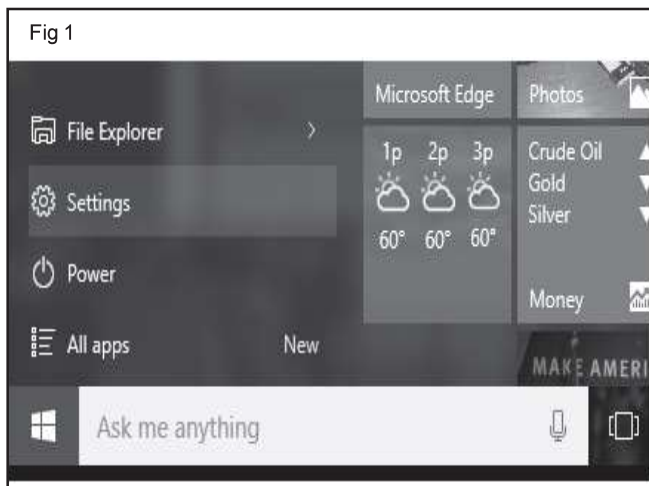 Fig 1
File Explorer
Settings
Power
All apps New
Microsoft Edge
1p 2p 3p
60° 60° 60°
Photos
Crude Oil
Gold
Silver
Money
MAKE AMERI
Ask me anything